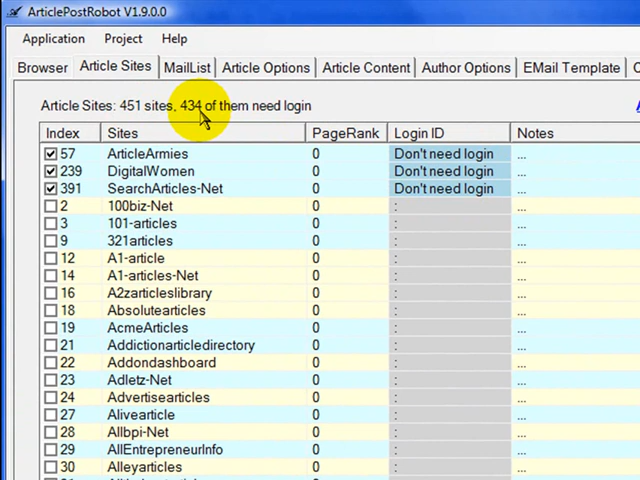 ArticlePostRobot V1.9.0.0
Application Project Help
Browser Article Sites MailList Article Options Article Content Author Options EMail Template
Article Sites: 451 sites, 434 of them need login
Index Sites PageRank Login ID Notes
57 ArticleArmies 0 Don't need login ...
239 DigitalWomen 0 Don't need login ...
391 SearchArticles-Net 0 Don't need login ...
2 100biz-Net 0 : ...
3 101-articles 0 : ...
9 321articles 0 : ...
12 A1-article 0 : ...
14 A1-articles-Net 0 : ...
16 A2zarticleslibrary 0 : ...
18 Absolutearticles 0 : ...
19 AcmeArticles 0 : ...
21 Addictionarticledirectory 0 : ...
22 Addondashboard 0 : ...
23 Adletz-Net 0 : ...
24 Advertisearticles 0 : ...
27 Alivearticle 0 : ...
28 Allbpi-Net 0 : ...
29 AllEntrepreneurInfo 0 : ...
30 Alleyarticles 0 : ...